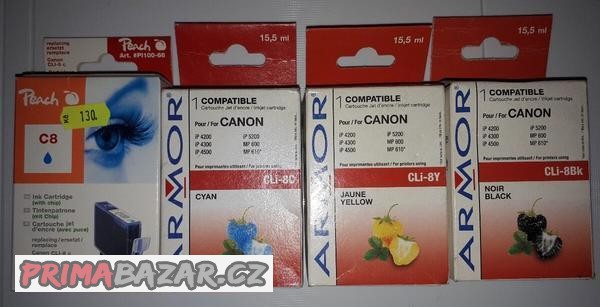 replacing
ersetzt
remplace
Canon
CLI-8 c
Peach
Art. #PI100-66
Peach
Kč 130,
C8
Ink Cartridge
(with chip)
Tintenpatrone
(mit Chip)
Cartouche jet
d'encre (avec puce)
replacing / ersetzt /
remplace
Canon CLI-8 c
15,5 ml
ARMOR
1 COMPATIBLE
Cartouche Jet d'encre / Inkjet cartridge
Pour / For CANON
iP 4200
iP 4300
iP 4500
iP 5200
MP 600
MP 610*
Pour imprimantes utilisant / For printers using
CLi-8C
CYAN
15,5 ml
ARMOR
1 COMPATIBLE
Cartouche Jet d'encre / Inkjet cartridge
Pour / For CANON
iP 4200
iP 4300
iP 4500
iP 5200
MP 600
MP 610*
Pour imprimantes utilisant / For printers using
CLi-8Y
JAUNE
YELLOW
15,5 ml
ARMOR
1 COMPATIBLE
Cartouche Jet d'encre / Inkjet cartridge
Pour / For CANON
iP 4200
iP 4300
iP 4500
iP 5200
MP 600
MP 610*
Pour imprimantes utilisant / For printers using
CLi-8Bk
NOIR
BLACK
PRIMABAZAR.CZ